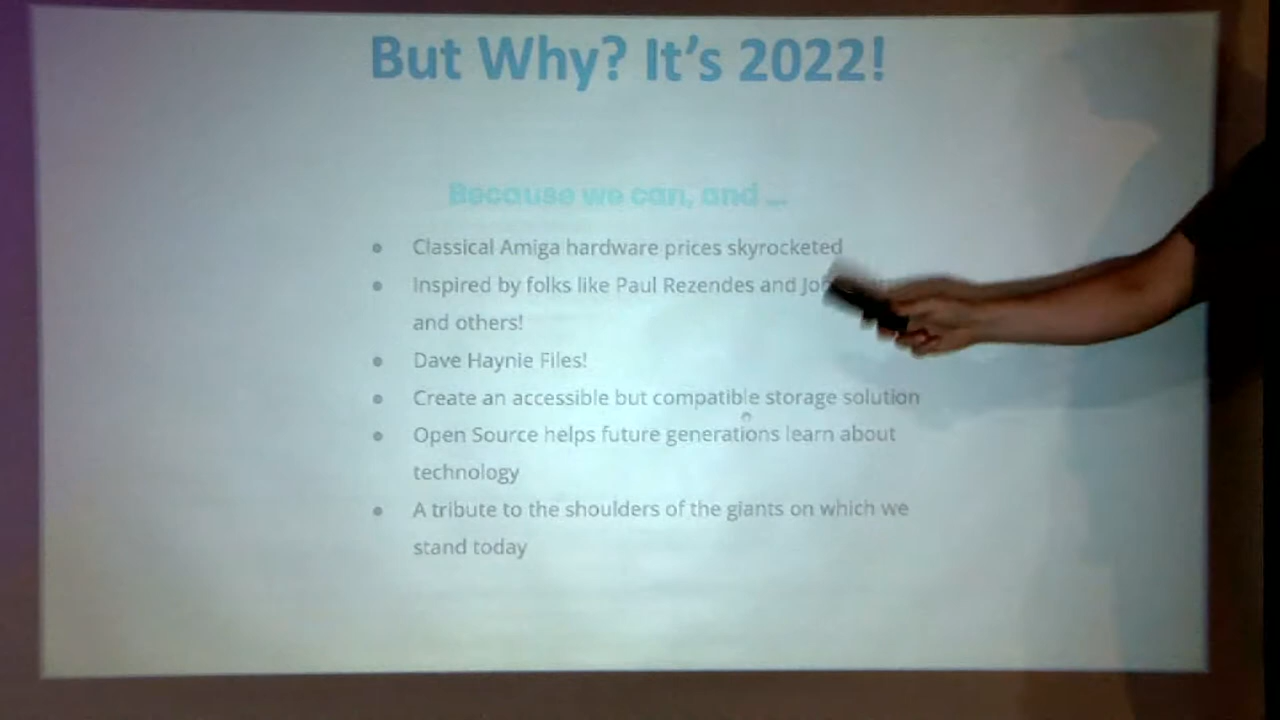 But Why? It's 2022!
Because we can, and ...
• Classical Amiga hardware prices skyrocketed
• Inspired by folks like Paul Rezendes and
and others!
• Dave Haynie Files!
• Create an accessible but compatible storage solution
• Open Source helps future generations learn about
technology
• A tribute to the shoulders of the giants on which we
stand today